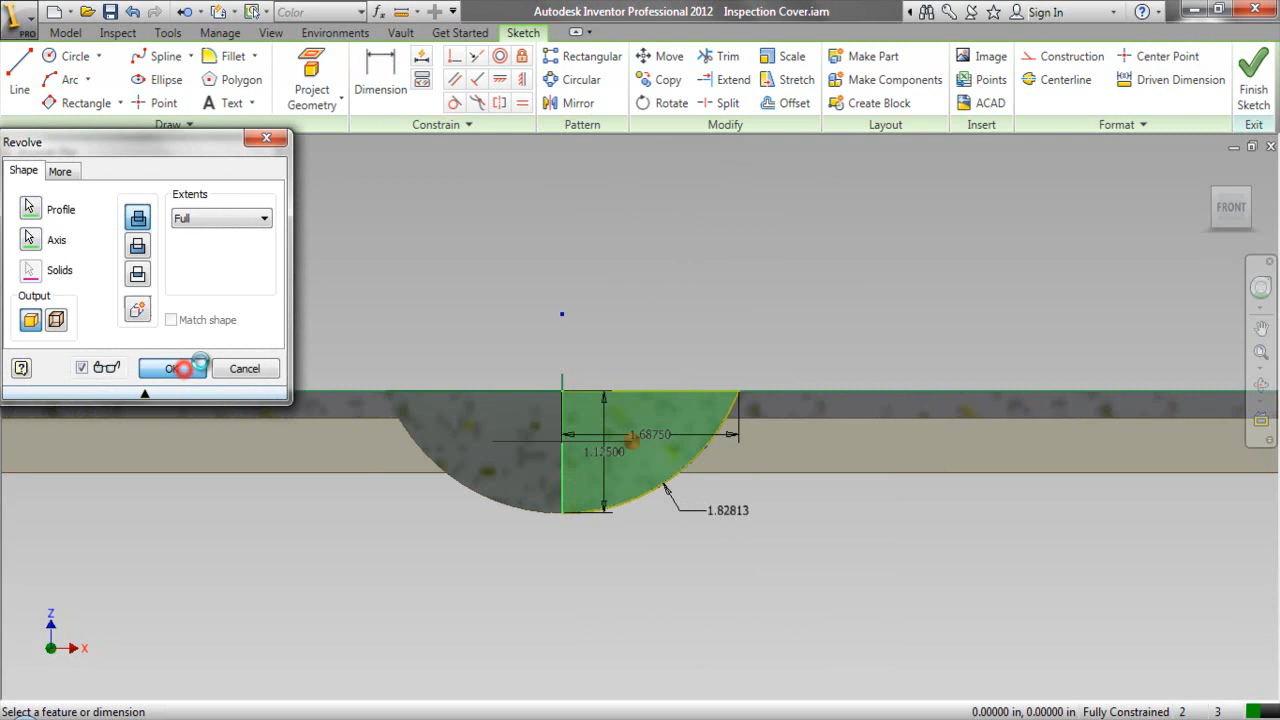 PRO
Color
Autodesk Inventor Professional 2012 Inspection Cover.iam
Sign In
Model Inspect Tools Manage View Environments Vault Get Started Sketch
Circle Spline Fillet Rectangular Move Trim Scale Make Part Image Construction Center Point
Arc Ellipse Polygon Circular Copy Extend Stretch Make Components Points Centerline Driven Dimension
Rectangle Point Text Mirror Rotate Split Offset Create Block ACAD
Line Project Geometry Dimension Finish Sketch
Draw Constrain Pattern Modify Layout Insert Format Exit
Revolve
Shape More
Profile
Axis
Solids
Output
Extents
Full
Match shape
OK Cancel
FRONT
1.68750
1.12500
1.82813
Z
X
Select a feature or dimension
0.00000 in, 0.00000 in Fully Constrained 2 3